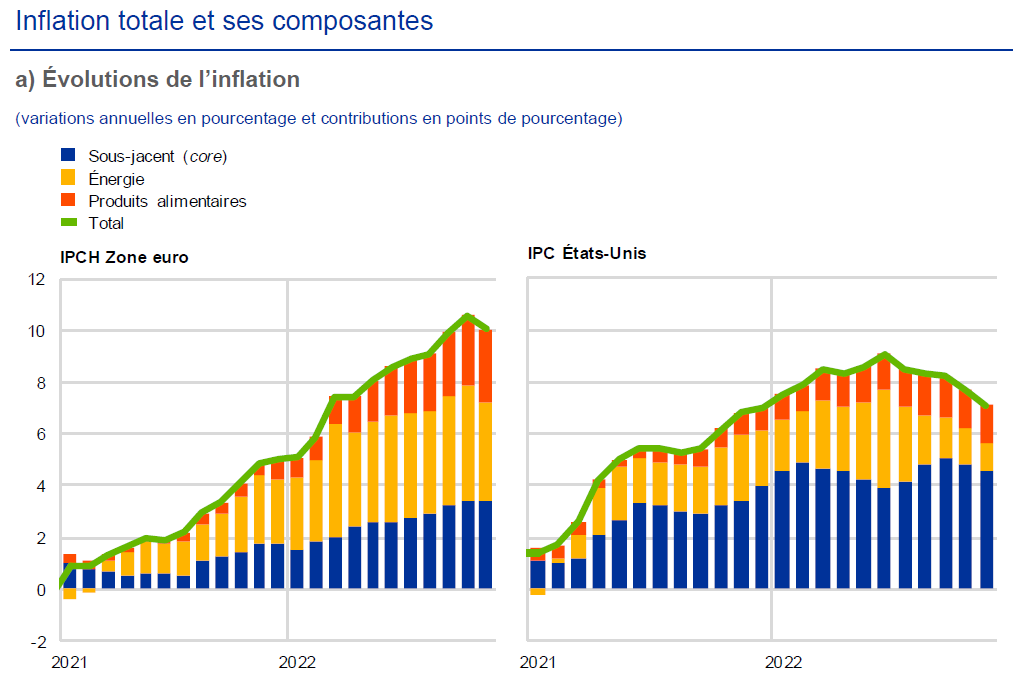 Inflation totale et ses composantes
a) Évolutions de l’inflation
(variations annuelles en pourcentage et contributions en points de pourcentage)
Sous-jacent (core)
Énergie
Produits alimentaires
Total
IPCH Zone euro
12
10
8
6
4
2
0
-2
2021
2022
IPC États-Unis
2021
2022